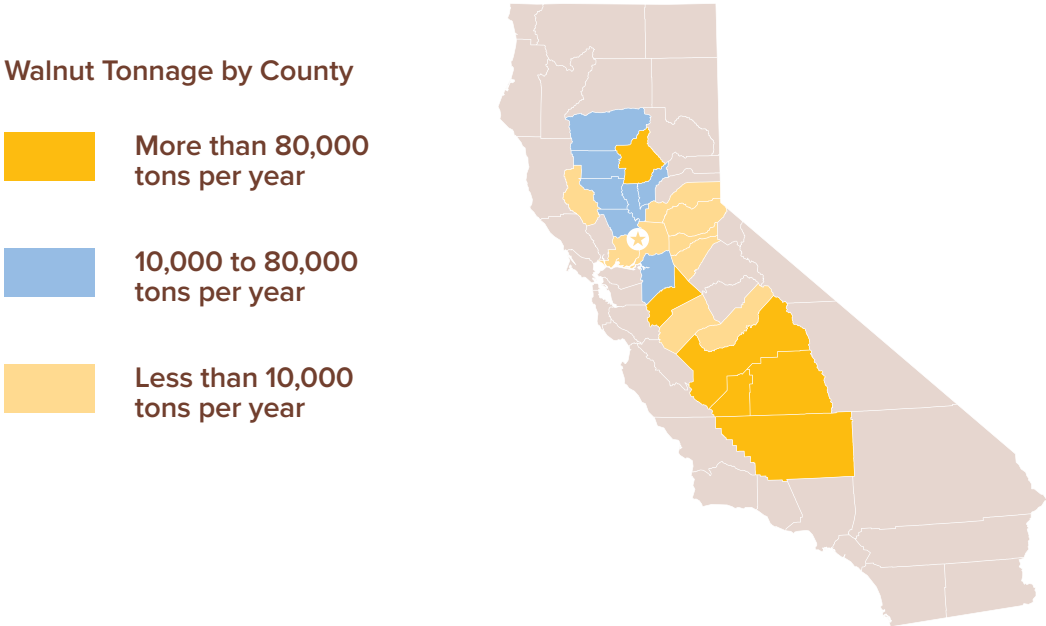 Walnut Tonnage by County
More than 80,000
tons per year
10,000 to 80,000
tons per year
Less than 10,000
tons per year